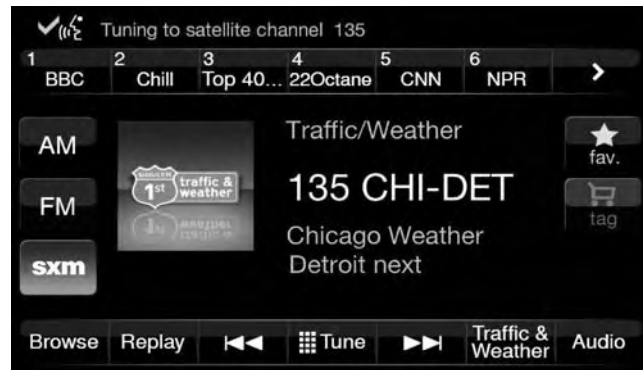 Tuning to satellite channel 135
1 2 3 4 5 6
BBC Chill Top 40... 22Octane CNN NPR
AM
FM
sxm
1st traffic & weather
Traffic/Weather
135 CHI-DET
Chicago Weather
Detroit next
fav.
tag
Browse Replay Tune Traffic & Weather Audio